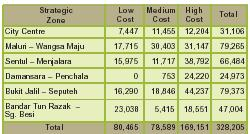 Strategic Zone Low Cost Medium Cost High Cost Total
City Centre 7,447 11,455 12,204 31,106
Maluri – Wangsa Maju 17,715 30,403 31,147 79,265
Sentul – Menjalara 15,975 11,717 38,792 66,484
Damansara – Penchala 0 753 24,220 24,973
Bukit Jalil – Seputeh 16,290 18,846 44,237 79,373
Bandar Tun Razak – Sg. Besi 23,038 5,415 18,551 47,004
Total 80,465 78,589 169,151 328,205